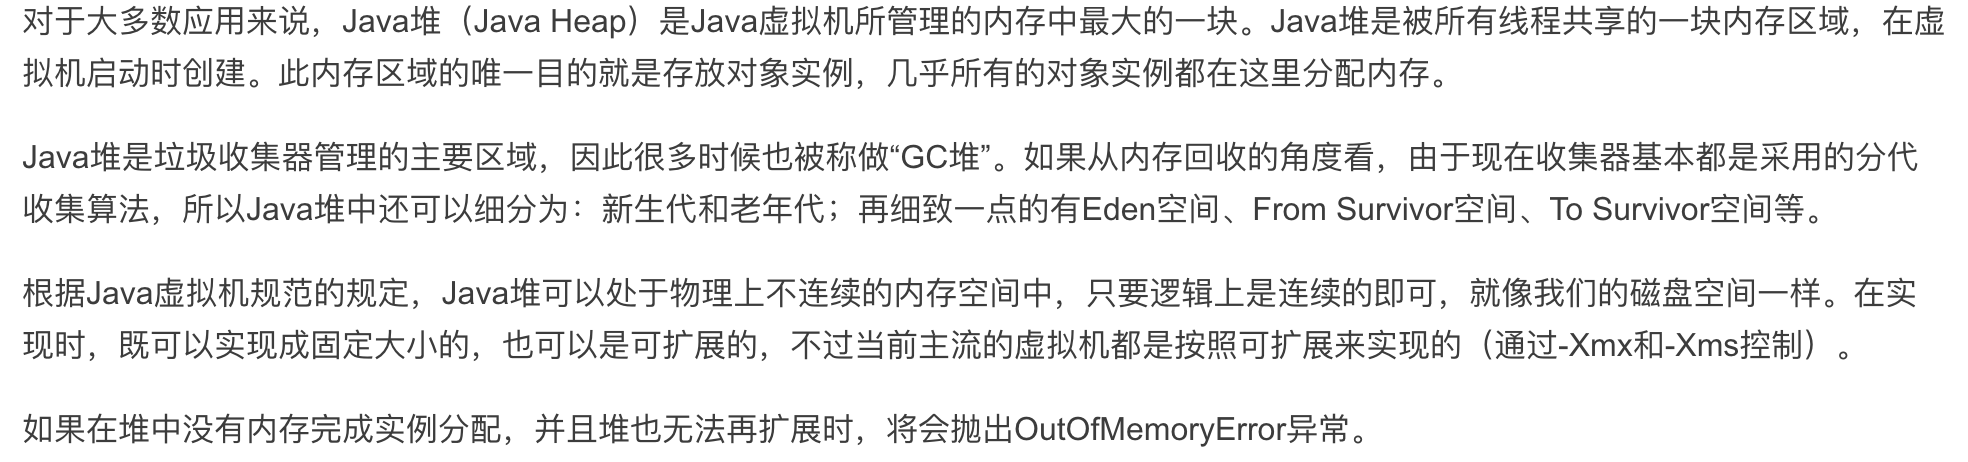 对于大多数应用来说，Java堆（Java Heap）是Java虚拟机所管理的内存中最大的一块。Java堆是被所有线程共享的一块内存区域，在虚
拟机启动时创建。此内存区域的唯一目的就是存放对象实例，几乎所有的对象实例都在这里分配内存。
Java堆是垃圾收集器管理的主要区域，因此很多时候也被称做“GC堆”。如果从内存回收的角度看，由于现在收集器基本都是采用的分代
收集算法，所以Java堆中还可以细分为：新生代和老年代；再细致一点的有Eden空间、From Survivor空间、To Survivor空间等。
根据Java虚拟机规范的规定，Java堆可以处于物理上不连续的内存空间中，只要逻辑上是连续的即可，就像我们的磁盘空间一样。在实
现时，既可以实现成固定大小的，也可以是可扩展的，不过当前主流的虚拟机都是按照可扩展来实现的（通过-Xmx和-Xms控制）。
如果在堆中没有内存完成实例分配，并且堆也无法再扩展时，将会抛出OutOfMemoryError异常。